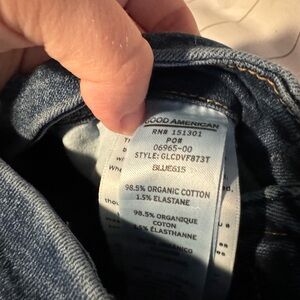 GOOD AMERICAN
RN# 151301
PO#
06965-00
STYLE: GLCDVF873T
BLUE615
98.5% ORGANIC COTTON
1.5% ELASTANE
98.5% ORGANIQUE
COTON
1.5% ELASTHANNE